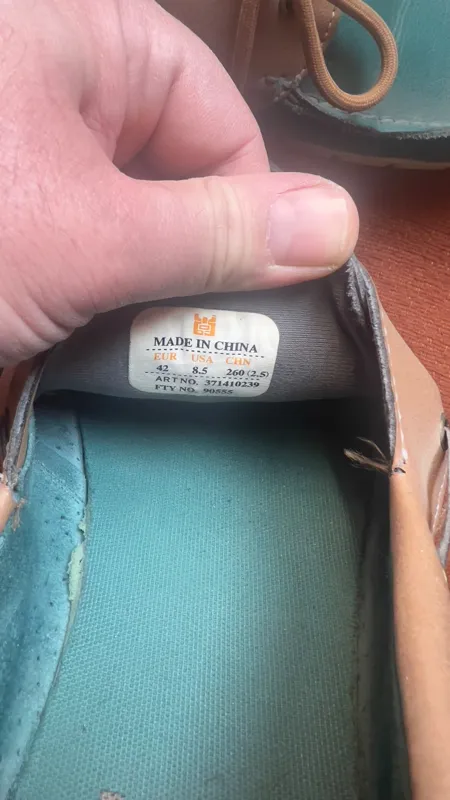 MADE IN CHINA
EUR USA CHN
42 8.5 260 (2.5)
ART NO. 371410239
FTY NO. 90555